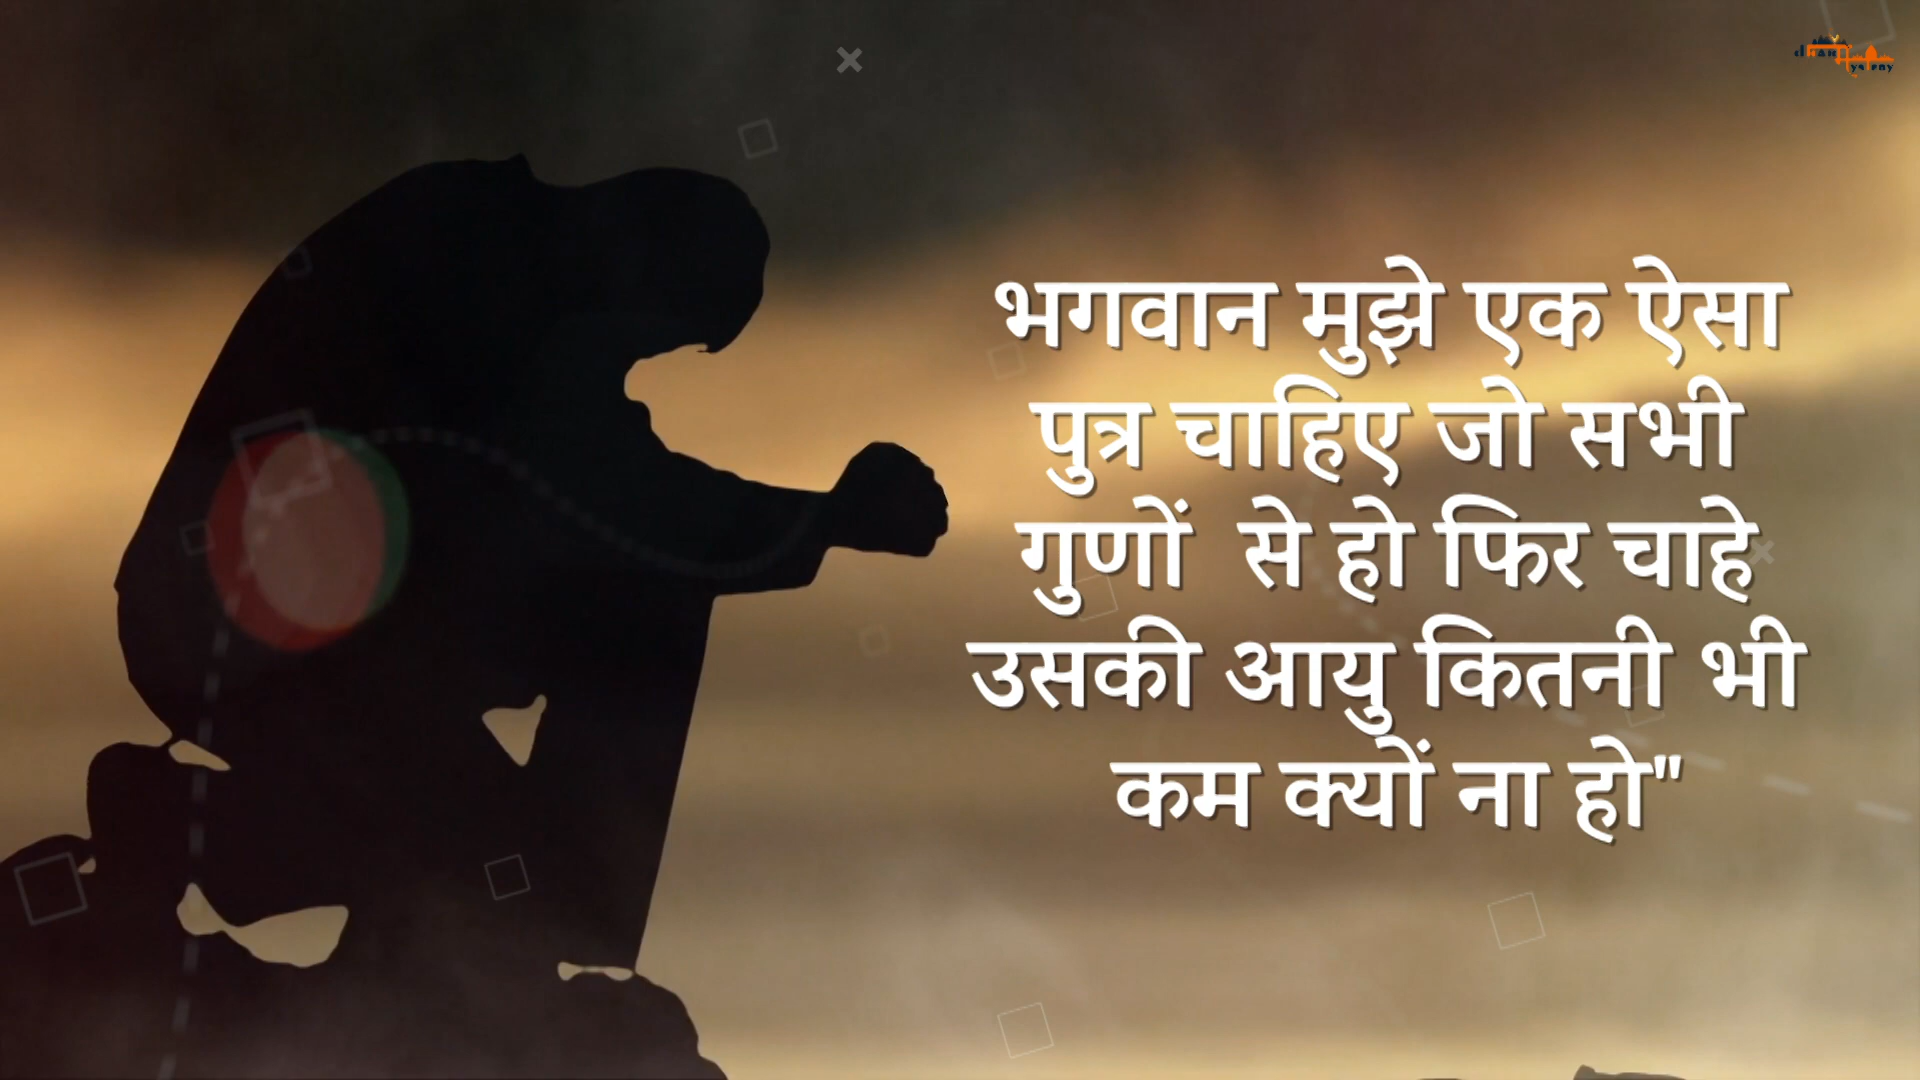 भगवान मुझे एक ऐसा
पुत्र चाहिए जो सभी
गुणों से हो फिर चाहे
उसकी आयु कितनी भी
कम क्यों ना हो"